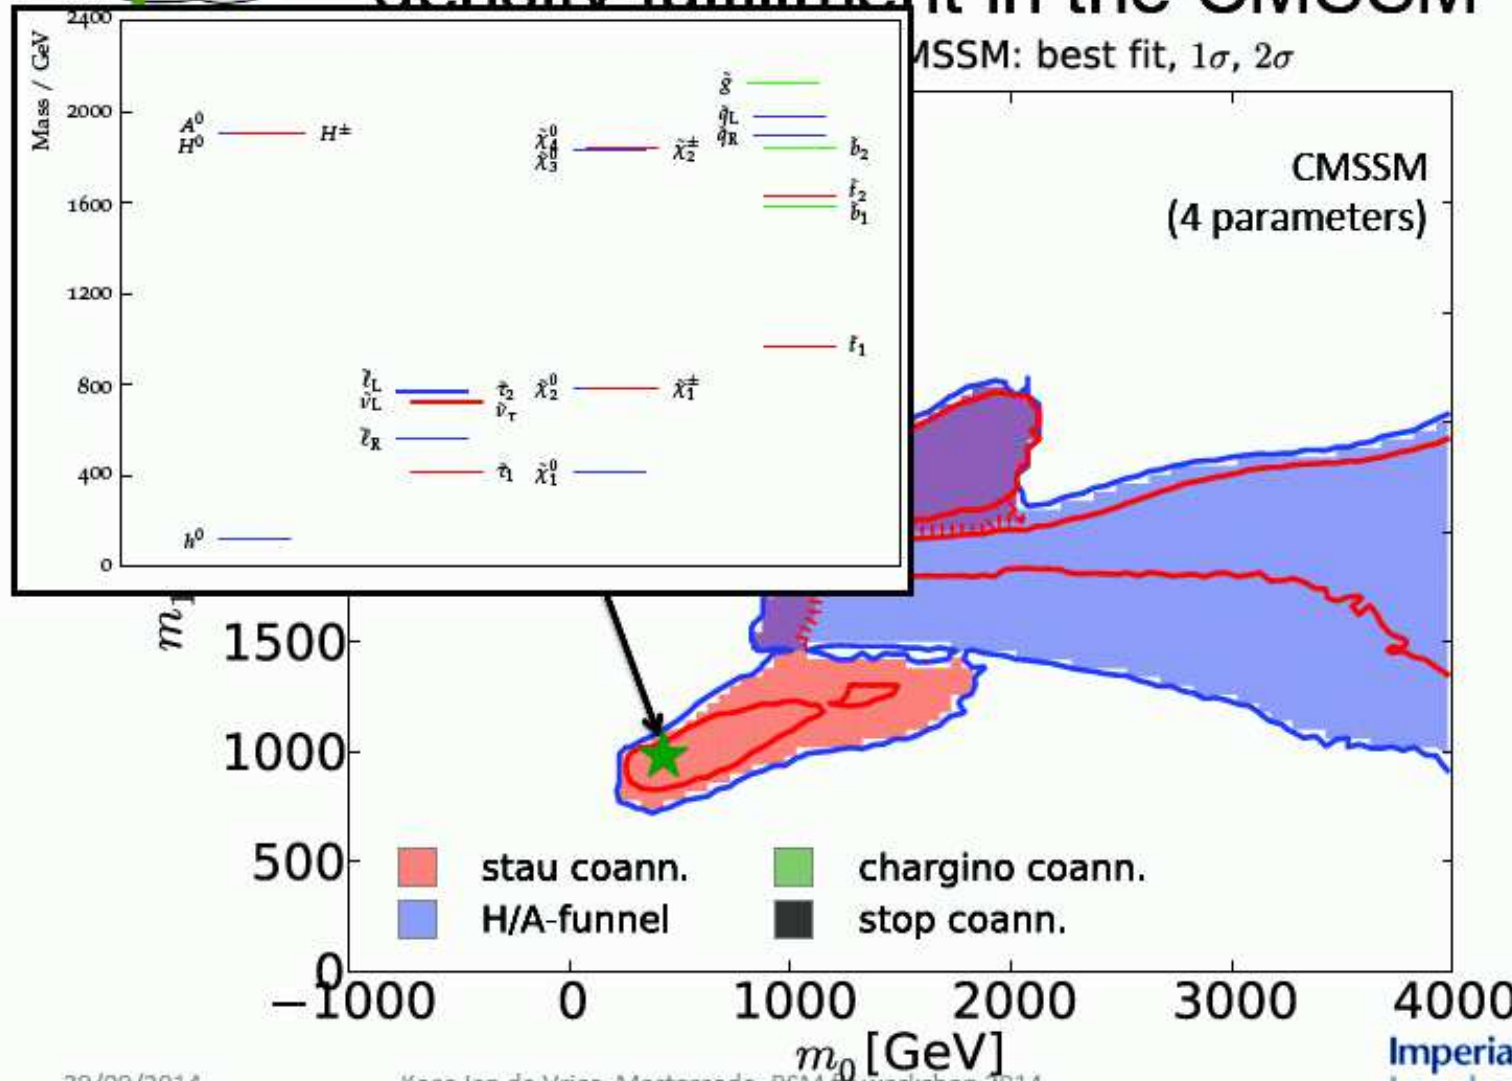 MSSM: best fit, 1σ, 2σ
CMSSM
(4 parameters)
Mass / GeV
2400
2000
1600
1200
800
400
0
A⁰
H⁰
H±
h⁰
ℓ̃L
ν̃L
ℓ̃R
τ̃₂
ν̃τ
τ̃₁
χ̃⁰₄
χ̃⁰₃
χ̃±₂
χ̃⁰₂
χ̃±₁
χ̃⁰₁
g̃
q̃L
q̃R
b̃₂
t̃₂
b̃₁
t̃₁
1500
1000
500
0
stau coann.
chargino coann.
H/A-funnel
stop coann.
−1000 0 1000 2000 3000 4000
m₀ [GeV]
Imperia